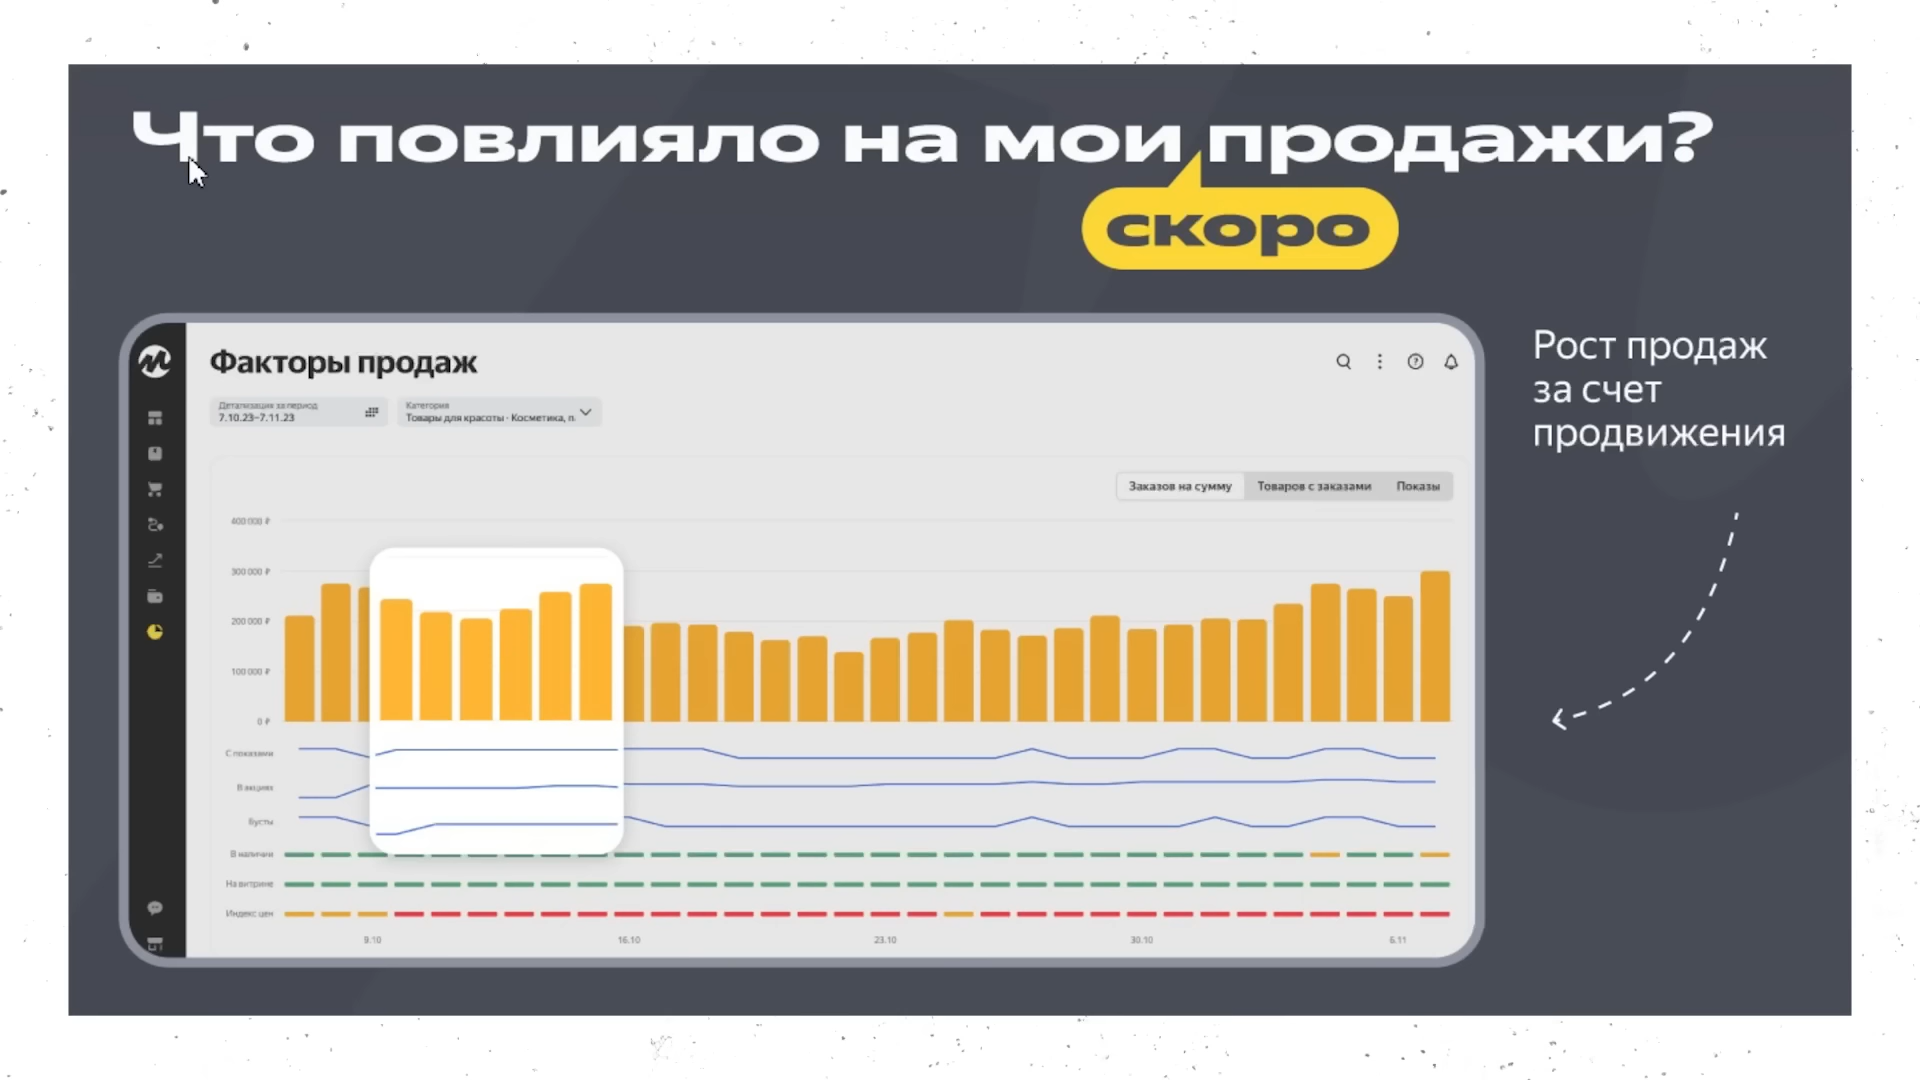 Что повлияло на мои продажи?
скоро
Рост продаж
за счет
продвижения
Факторы продаж
Детализация за период
7.10.23–7.11.23
Категория
Товары для красоты · Косметика, п.
Заказов на сумму
Товаров с заказами
Показы
400 000 ₽
300 000 ₽
200 000 ₽
100 000 ₽
0 ₽
С показами
В акциях
Бусты
В наличии
На витрине
Индекс цен
9.10
16.10
23.10
30.10
6.11